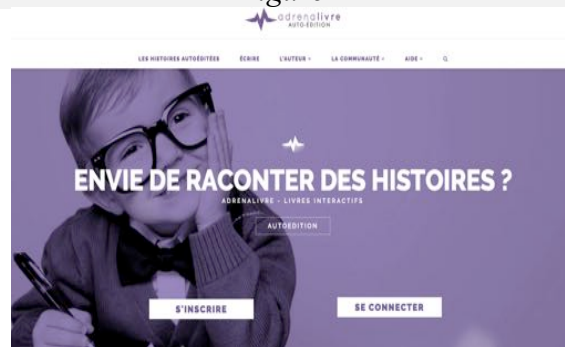 adrenalivre
AUTO-ÉDITION
LES HISTOIRES AUTOÉDITÉES ÉCRIRE L'AUTEUR LA COMMUNAUTÉ AIDE
ENVIE DE RACONTER DES HISTOIRES ?
ADRENALIVRE - LIVRES INTERACTIFS
AUTOEDITION
S'INSCRIRE SE CONNECTER